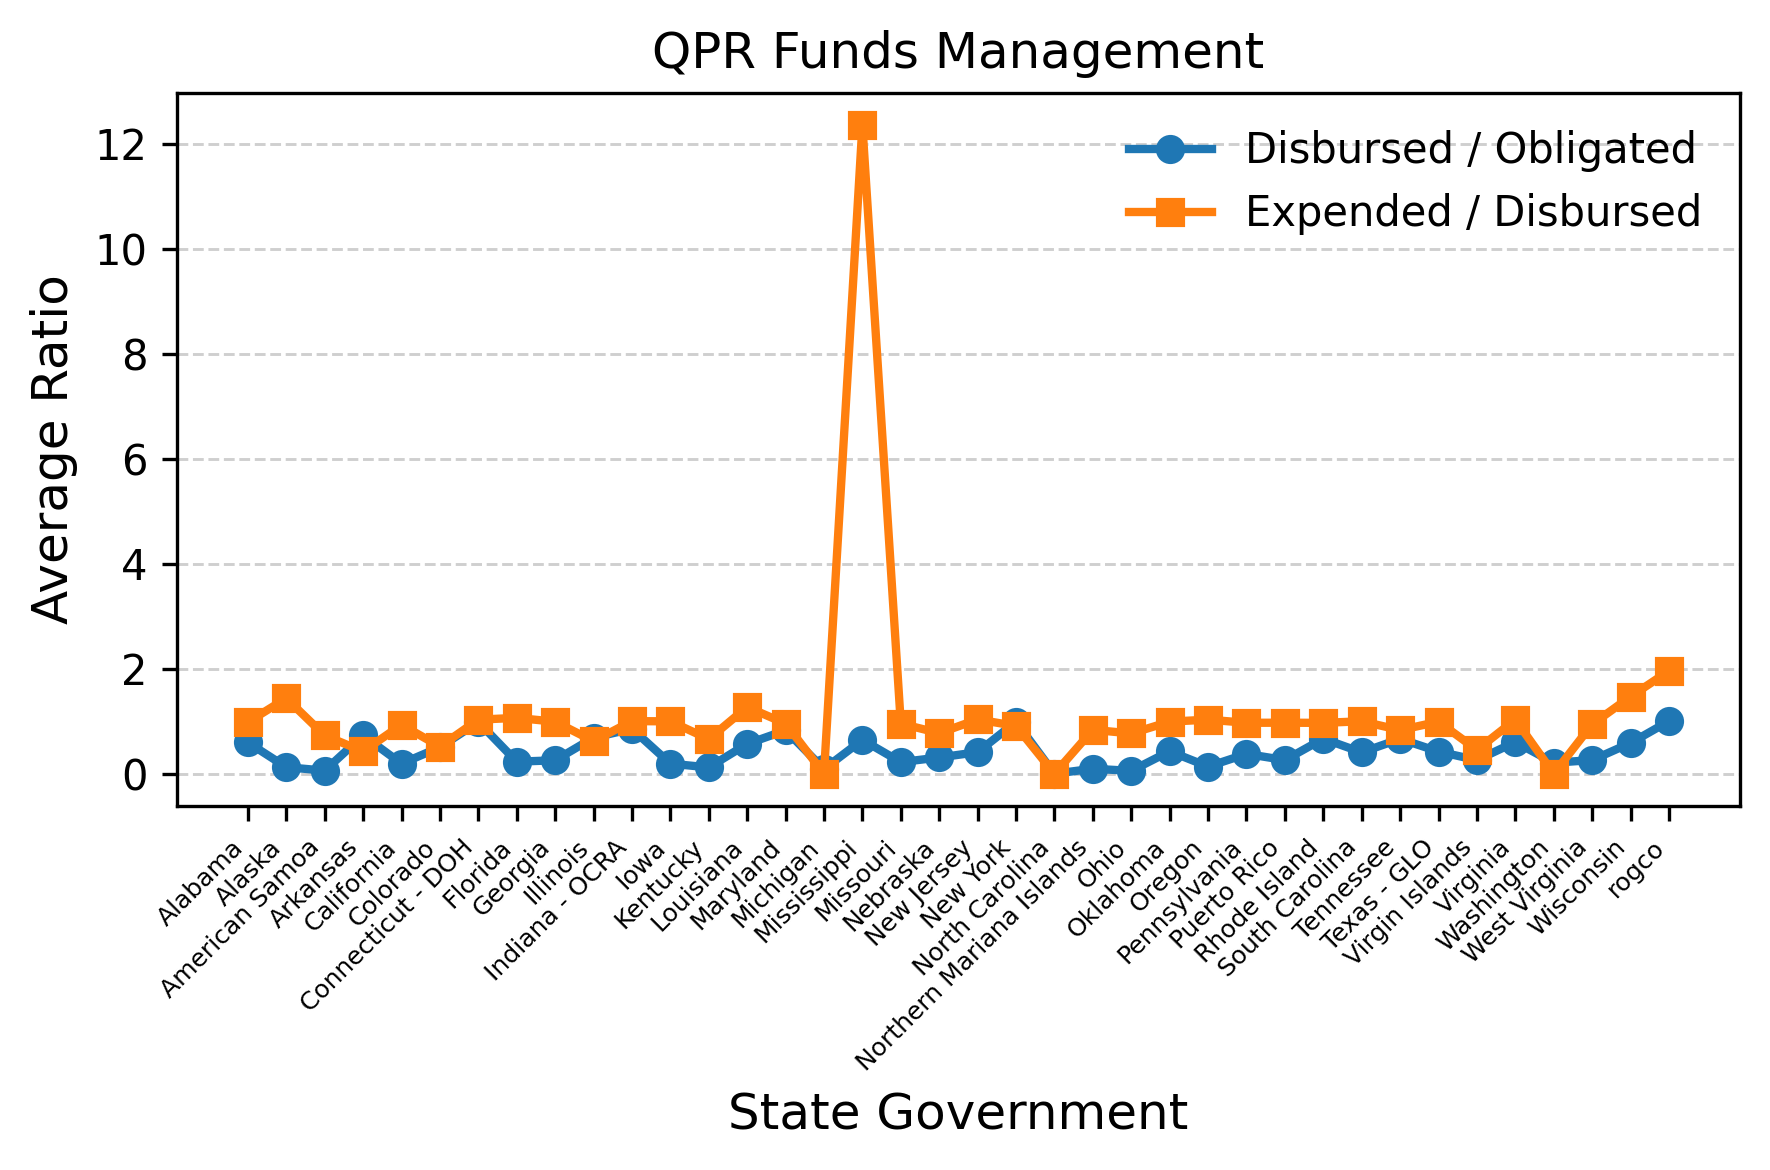 QPR Funds Management
Disbursed / Obligated
Expended / Disbursed
12
10
8
6
4
2
0
Average Ratio
Alabama
Alaska
American Samoa
Arkansas
California
Colorado
Connecticut - DOH
Florida
Georgia
Illinois
Indiana - OCRA
Iowa
Kentucky
Louisiana
Maryland
Michigan
Mississippi
Missouri
Nebraska
New Jersey
New York
North Carolina
Northern Mariana Islands
Ohio
Oklahoma
Oregon
Pennsylvania
Puerto Rico
Rhode Island
South Carolina
Tennessee
Texas - GLO
Virgin Islands
Virginia
Washington
West Virginia
Wisconsin
rogco
State Government